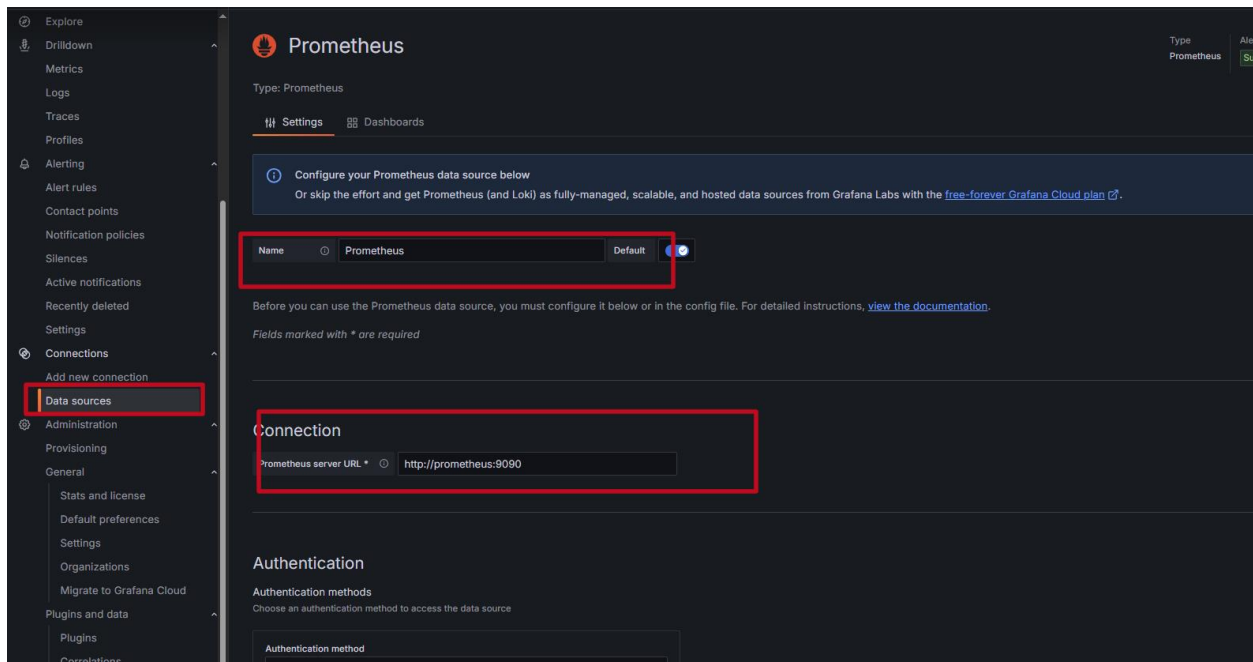 Explore
Drilldown
Metrics
Logs
Traces
Profiles
Alerting
Alert rules
Contact points
Notification policies
Silences
Active notifications
Recently deleted
Settings
Connections
Add new connection
Data sources
Administration
Provisioning
General
Stats and license
Default preferences
Settings
Organizations
Migrate to Grafana Cloud
Plugins and data
Plugins
Correlations
Prometheus
Type
Prometheus
Type: Prometheus
Settings Dashboards
Configure your Prometheus data source below
Or skip the effort and get Prometheus (and Loki) as fully-managed, scalable, and hosted data sources from Grafana Labs with the free-forever Grafana Cloud plan.
Name Prometheus Default
Before you can use the Prometheus data source, you must configure it below or in the config file. For detailed instructions, view the documentation.
Fields marked with * are required
Connection
Prometheus server URL * http://prometheus:9090
Authentication
Authentication methods
Choose an authentication method to access the data source
Authentication method